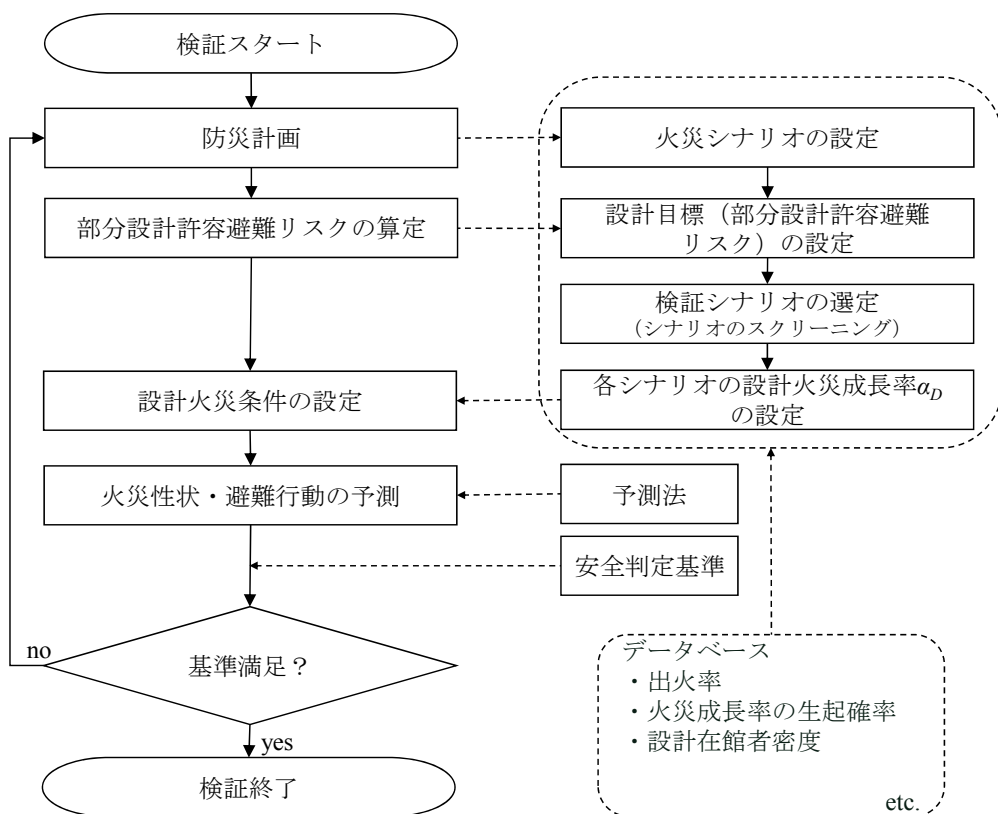 検証スタート
防災計画
部分設計許容避難リスクの算定
設計火災条件の設定
火災性状・避難行動の予測
基準満足？
no
yes
検証終了
火災シナリオの設定
設計目標（部分設計許容避難
リスク）の設定
検証シナリオの選定
（シナリオのスクリーニング）
各シナリオの設計火災成長率αD
の設定
予測法
安全判定基準
データベース
・出火率
・火災成長率の生起確率
・設計在館者密度
etc.